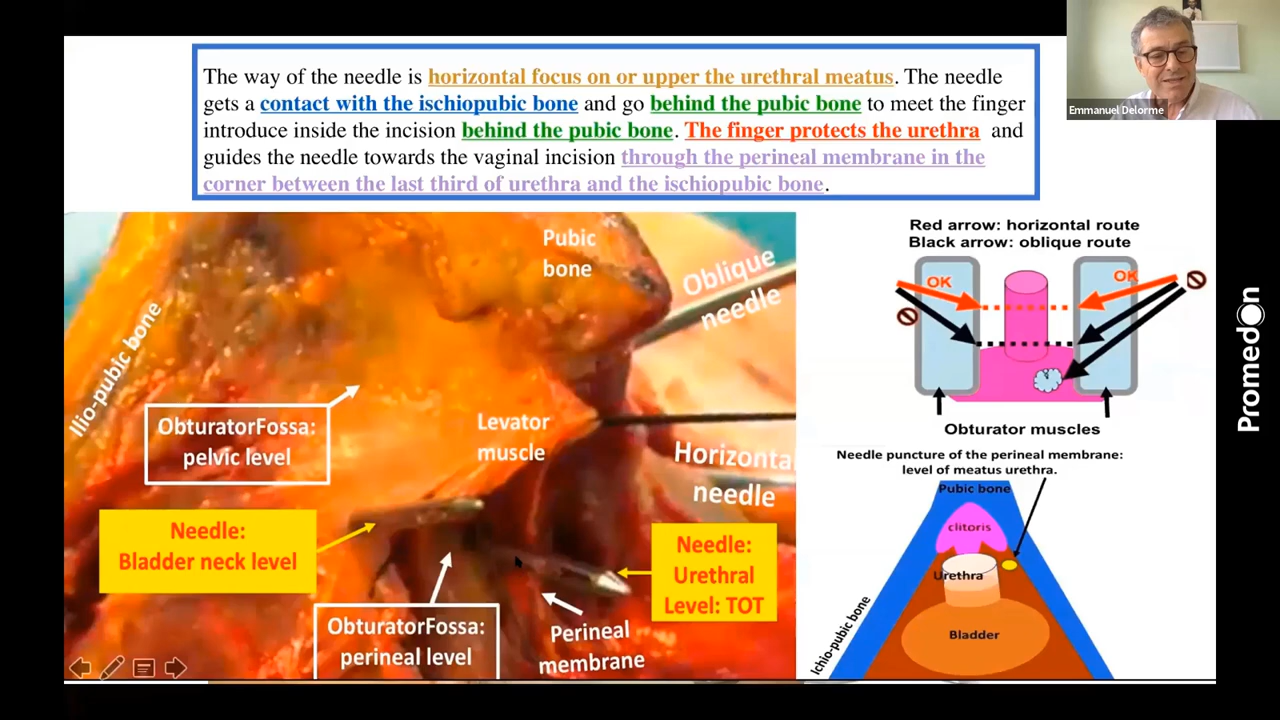 The way of the needle is horizontal focus on or upper the urethral meatus. The needle
gets a contact with the ischiopubic bone and go behind the pubic bone to meet the finger
introduce inside the incision behind the pubic bone. The finger protects the urethra and
guides the needle towards the vaginal incision through the perineal membrane in the
corner between the last third of urethra and the ischiopubic bone.
Emmanuel Delorme
Promedon
Pubic
bone
Oblique
needle
Ilio-pubic bone
ObturatorFossa:
pelvic level
Levator
muscle
Horizontal
needle
Needle:
Bladder neck level
Needle:
Urethral
Level: TOT
ObturatorFossa:
perineal level
Perineal
membrane
Red arrow: horizontal route
Black arrow: oblique route
OK
OK
Obturator muscles
Needle puncture of the perineal membrane:
level of meatus urethra.
Pubic bone
clitoris
Urethra
Bladder
Ichio-pubic bone